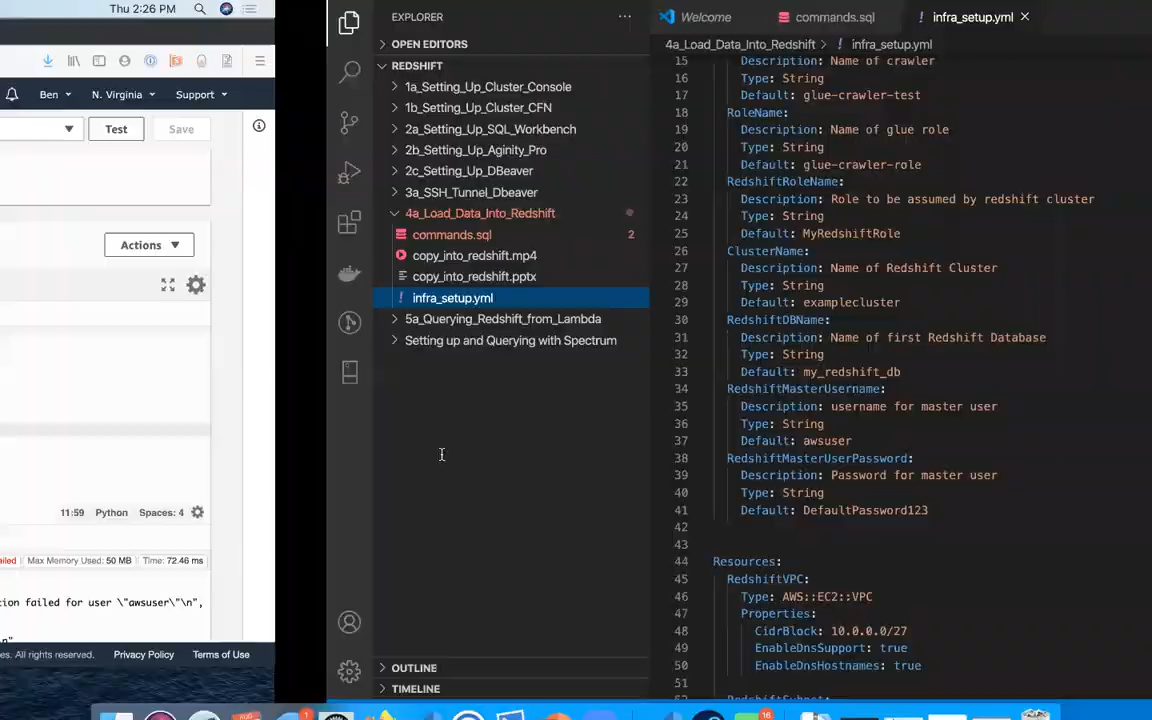 Thu 2:26 PM
Ben
N. Virginia
Support
Test
Save
Actions
11:59 Python Spaces: 4
ailed Max Memory Used: 50 MB Time: 72.46 ms
tion failed for user \"awsuser\"\n",
\n"
es. All rights reserved. Privacy Policy Terms of Use
EXPLORER
OPEN EDITORS
REDSHIFT
1a_Setting_Up_Cluster_Console
1b_Setting_Up_Cluster_CFN
2a_Setting_Up_SQL_Workbench
2b_Setting_Up_Aginity_Pro
2c_Setting_Up_DBeaver
3a_SSH_Tunnel_Dbeaver
4a_Load_Data_Into_Redshift
commands.sql 2
copy_into_redshift.mp4
copy_into_redshift.pptx
! infra_setup.yml
5a_Querying_Redshift_from_Lambda
Setting up and Querying with Spectrum
OUTLINE
TIMELINE
Welcome
commands.sql
! infra_setup.yml
4a_Load_Data_Into_Redshift > ! infra_setup.yml
15 Description: Name of crawler
16 Type: String
17 Default: glue-crawler-test
18 RoleName:
19 Description: Name of glue role
20 Type: String
21 Default: glue-crawler-role
22 RedshiftRoleName:
23 Description: Role to be assumed by redshift cluster
24 Type: String
25 Default: MyRedshiftRole
26 ClusterName:
27 Description: Name of Redshift Cluster
28 Type: String
29 Default: examplecluster
30 RedshiftDBName:
31 Description: Name of first Redshift Database
32 Type: String
33 Default: my_redshift_db
34 RedshiftMasterUsername:
35 Description: username for master user
36 Type: String
37 Default: awsuser
38 RedshiftMasterUserPassword:
39 Description: Password for master user
40 Type: String
41 Default: DefaultPassword123
42
43
44 Resources:
45 RedshiftVPC:
46 Type: AWS::EC2::VPC
47 Properties:
48 CidrBlock: 10.0.0.0/27
49 EnableDnsSupport: true
50 EnableDnsHostnames: true
51
52 RedshiftSubnet:
1
16